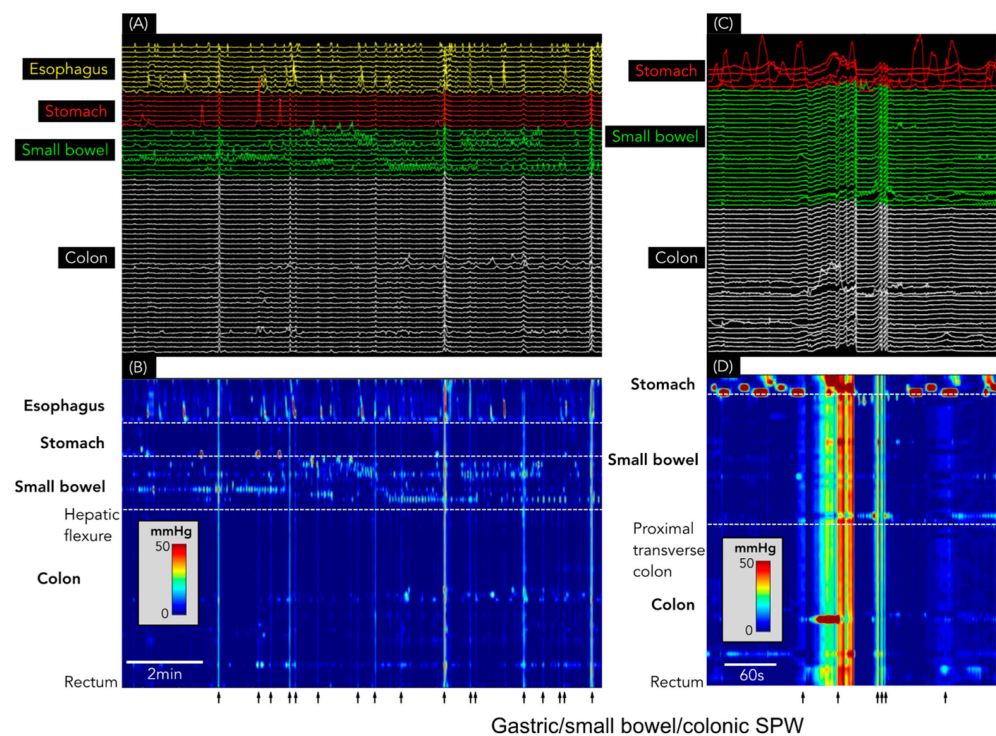 (A)
Esophagus
Stomach
Small bowel
Colon
(B)
Esophagus
Stomach
Small bowel
Hepatic
flexure
mmHg
50
0
Colon
2min
Rectum
(C)
Stomach
Small bowel
Colon
(D)
Stomach
Small bowel
Proximal
transverse
colon
mmHg
50
0
Colon
60s
Rectum
Gastric/small bowel/colonic SPW